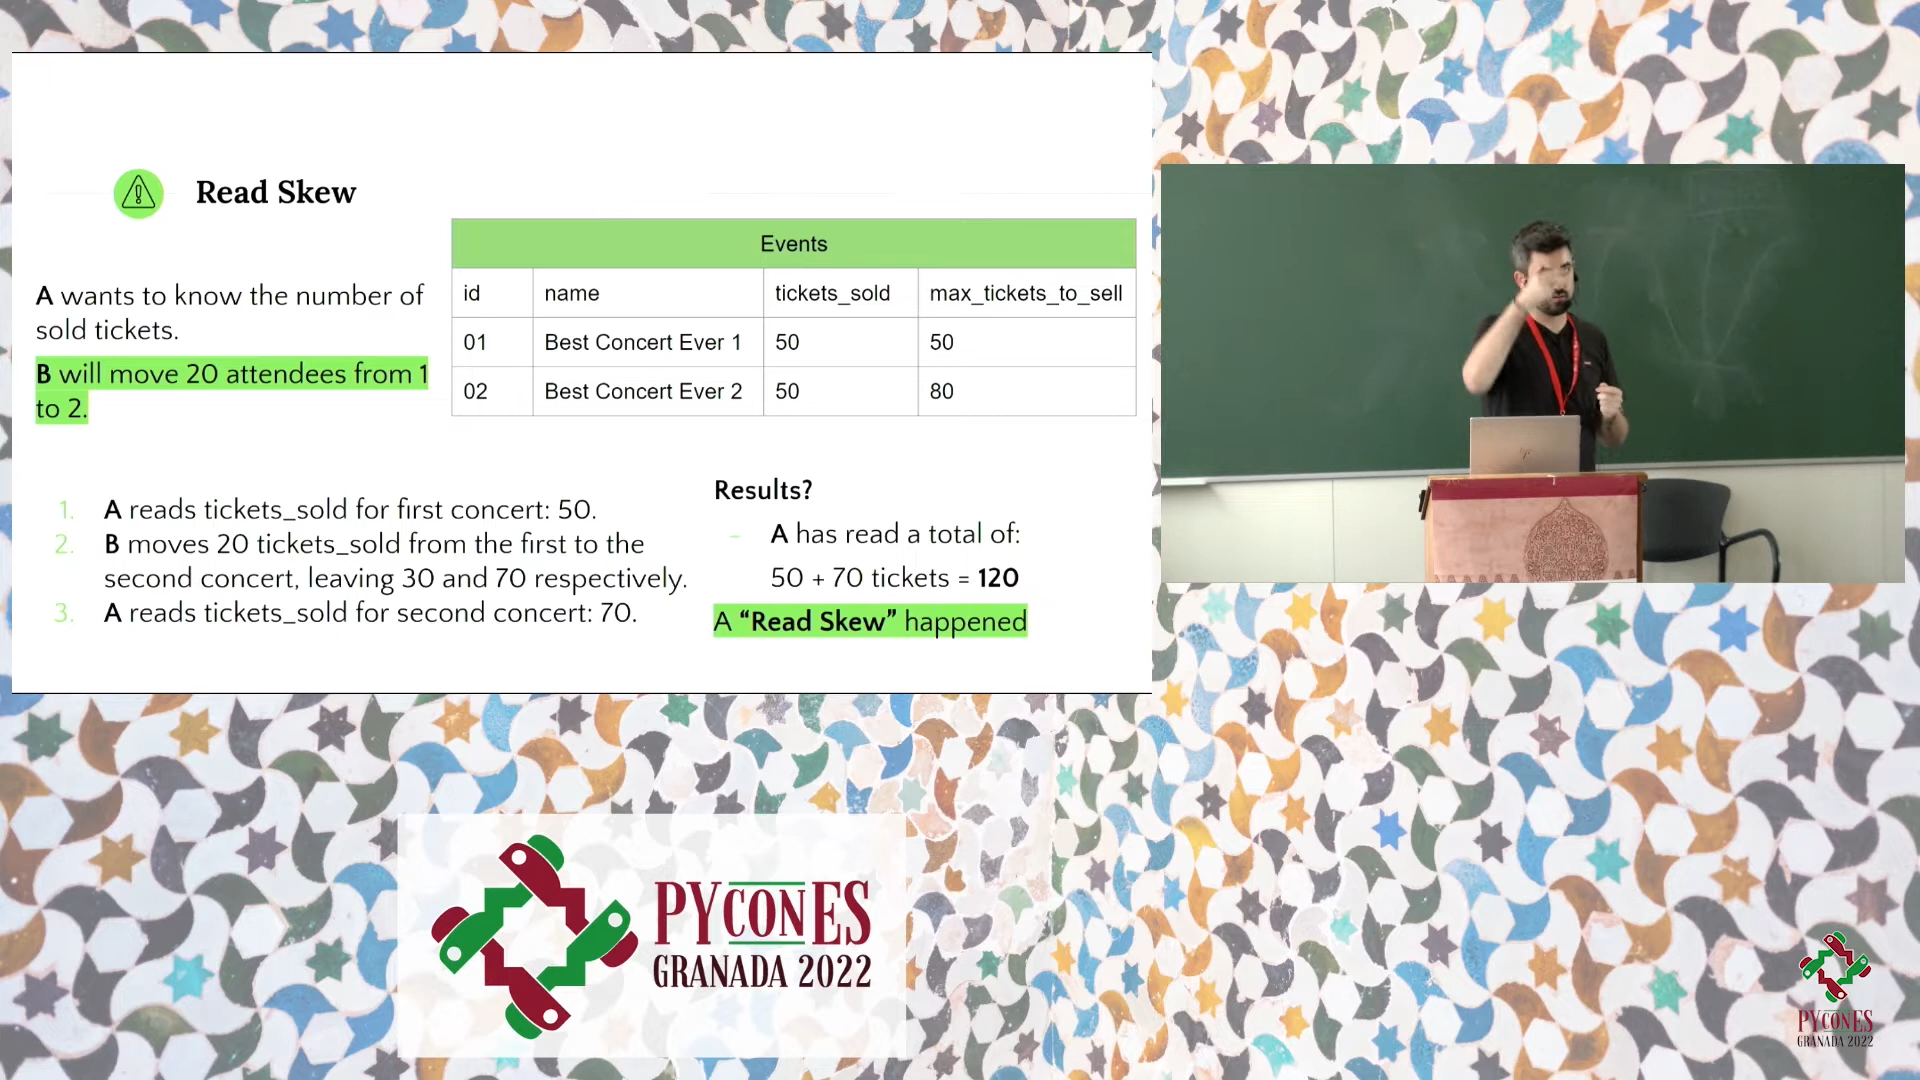 Read Skew
A wants to know the number of
sold tickets.
B will move 20 attendees from 1
to 2.
Events
id name tickets_sold max_tickets_to_sell
01 Best Concert Ever 1 50 50
02 Best Concert Ever 2 50 80
1. A reads tickets_sold for first concert: 50.
2. B moves 20 tickets_sold from the first to the
second concert, leaving 30 and 70 respectively.
3. A reads tickets_sold for second concert: 70.
Results?
- A has read a total of:
50 + 70 tickets = 120
A “Read Skew” happened
PYCONES
GRANADA 2022
PYCONES
GRANADA 2022